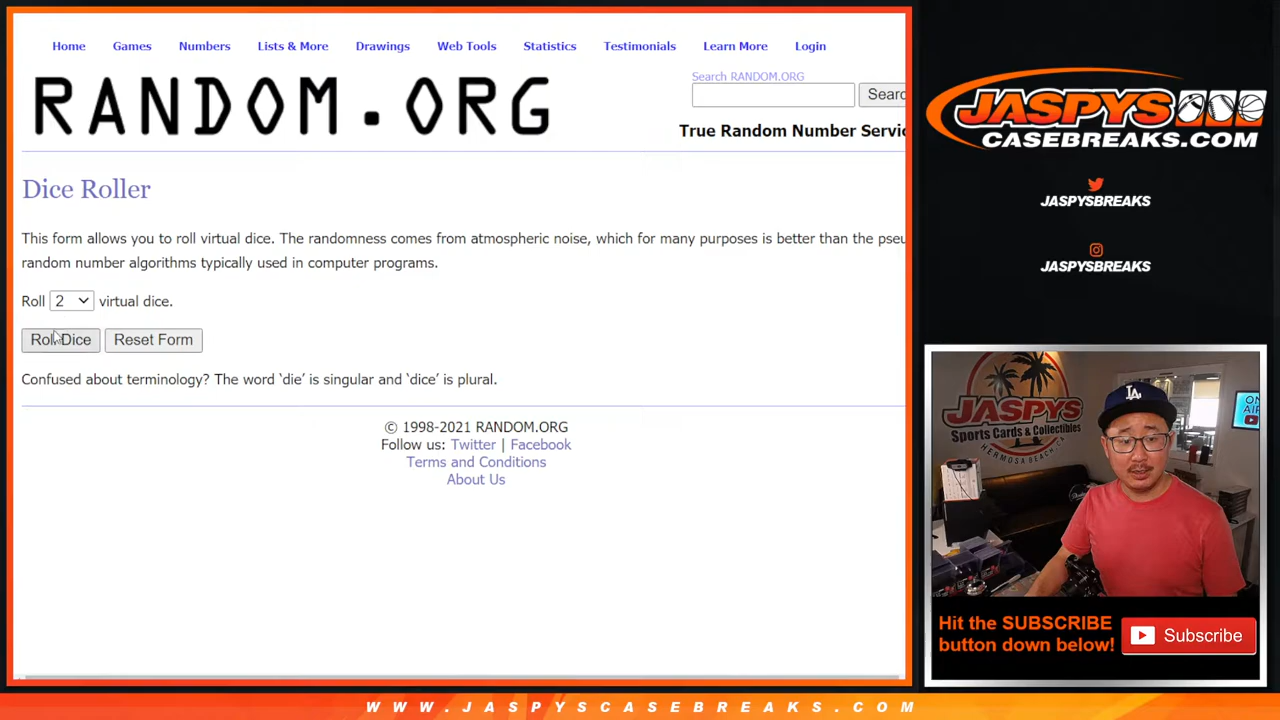 Home Games Numbers Lists & More Drawings Web Tools Statistics Testimonials Learn More Login
RANDOM.ORG
Search RANDOM.ORG
Searc
True Random Number Servic
Dice Roller
This form allows you to roll virtual dice. The randomness comes from atmospheric noise, which for many purposes is better than the pseu
random number algorithms typically used in computer programs.
Roll 2 virtual dice.
Roll Dice Reset Form
Confused about terminology? The word ‘die’ is singular and ‘dice’ is plural.
© 1998-2021 RANDOM.ORG
Follow us: Twitter | Facebook
Terms and Conditions
About Us
JASPYS
CASEBREAKS.COM
JASPYSBREAKS
JASPYSBREAKS
JASPYS
Sports Cards & Collectibles
HERMOSA BEACH, CA
LA
ON
AIR
Hit the SUBSCRIBE
button down below!
Subscribe
WWW.JASPYSCASEBREAKS.COM